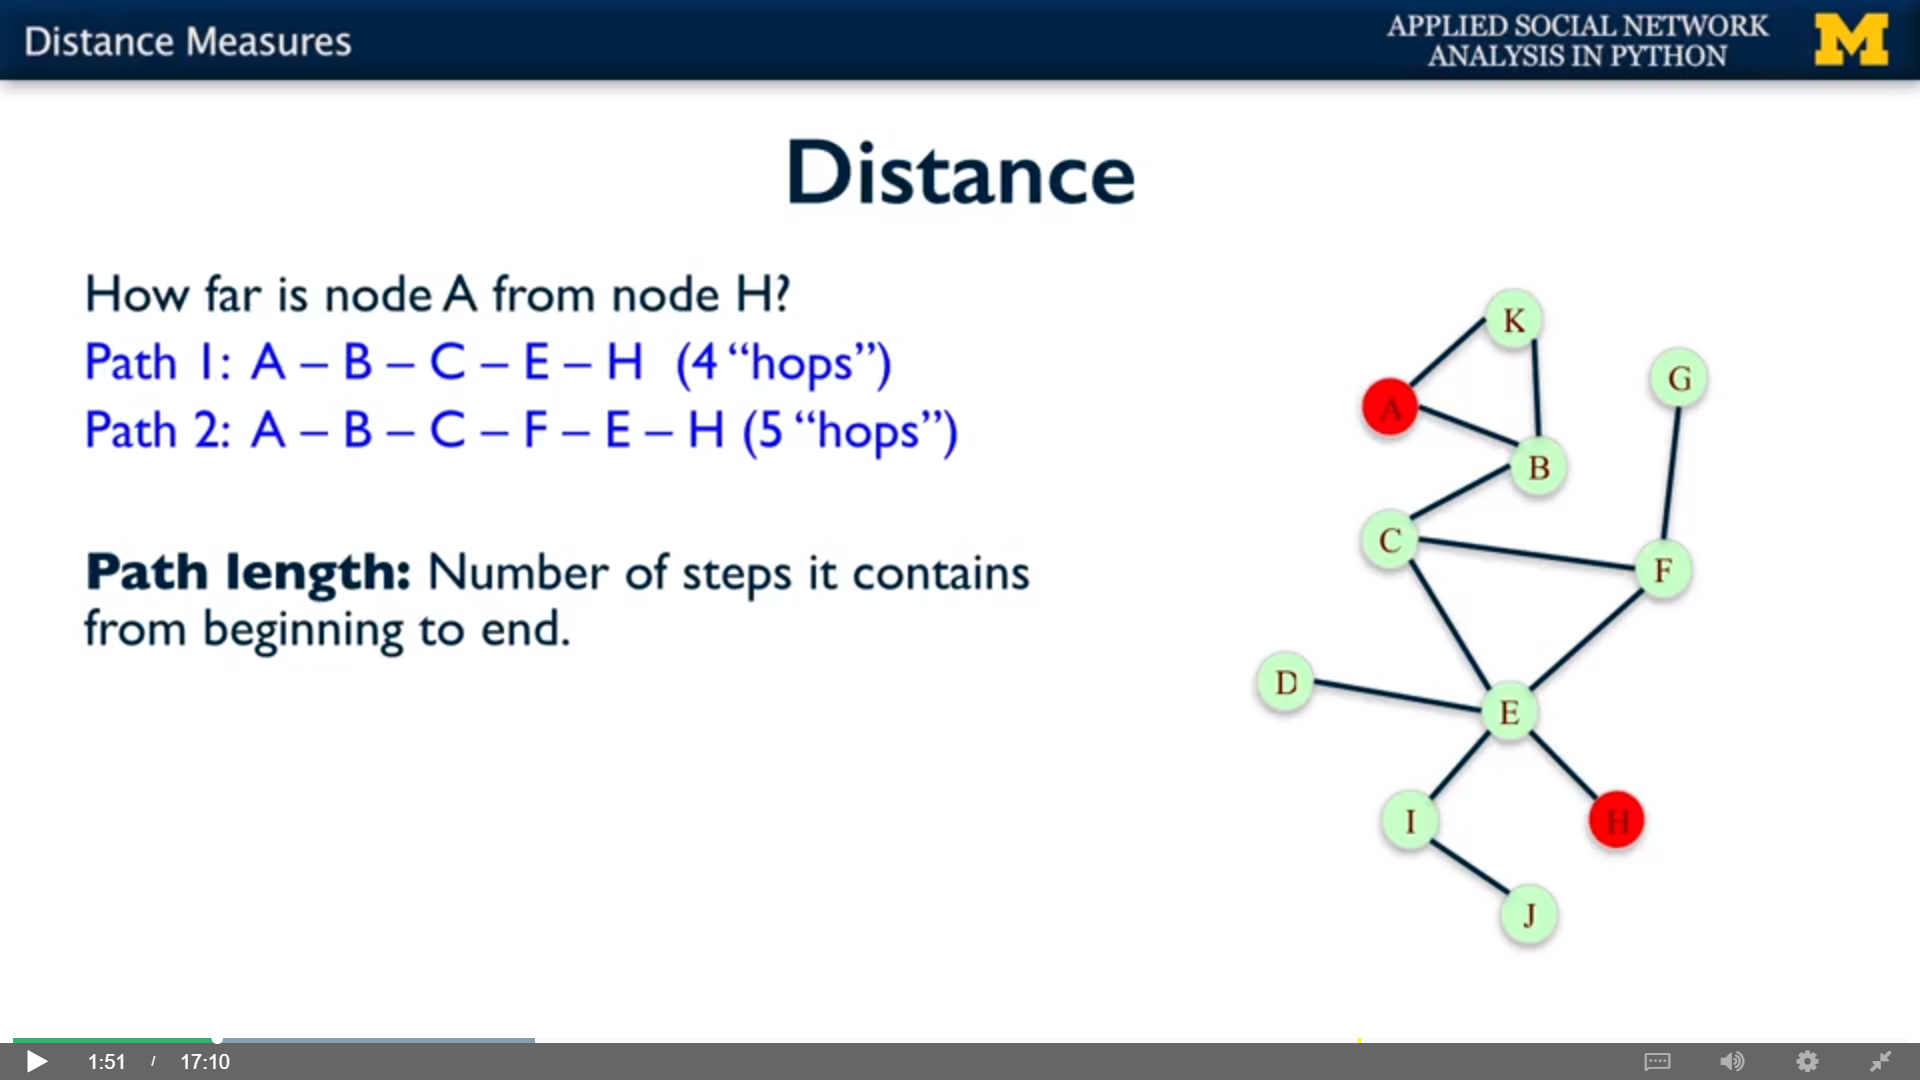 Distance Measures
APPLIED SOCIAL NETWORK
ANALYSIS IN PYTHON
M
Distance
How far is node A from node H?
Path 1: A – B – C – E – H (4 “hops”)
Path 2: A – B – C – F – E – H (5 “hops”)
Path length: Number of steps it contains
from beginning to end.
K
G
A
B
C
F
D
E
I
H
J
1:51 / 17:10